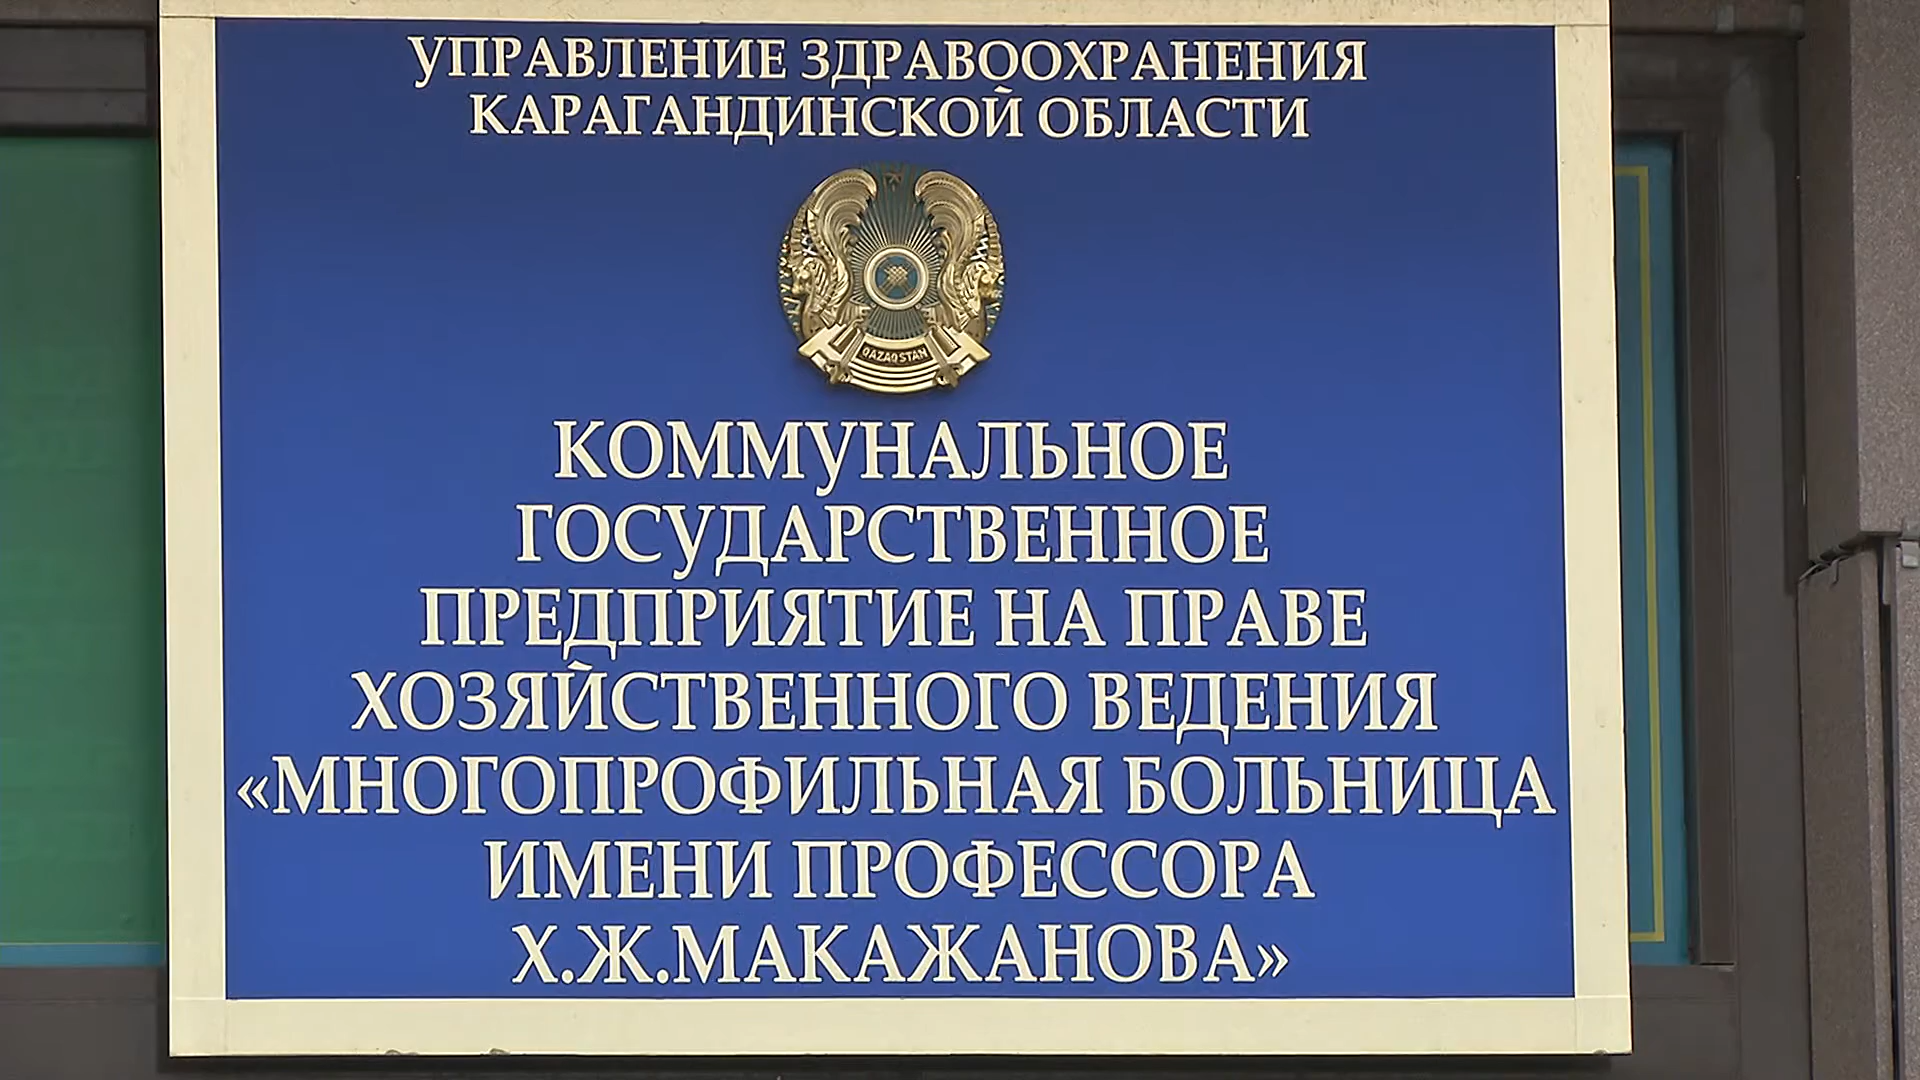 УПРАВЛЕНИЕ ЗДРАВООХРАНЕНИЯ
КАРАГАНДИНСКОЙ ОБЛАСТИ
QAZAQSTAN
КОММУНАЛЬНОЕ
ГОСУДАРСТВЕННОЕ
ПРЕДПРИЯТИЕ НА ПРАВЕ
ХОЗЯЙСТВЕННОГО ВЕДЕНИЯ
«МНОГОПРОФИЛЬНАЯ БОЛЬНИЦА
ИМЕНИ ПРОФЕССОРА
Х.Ж.МАКАЖАНОВА»